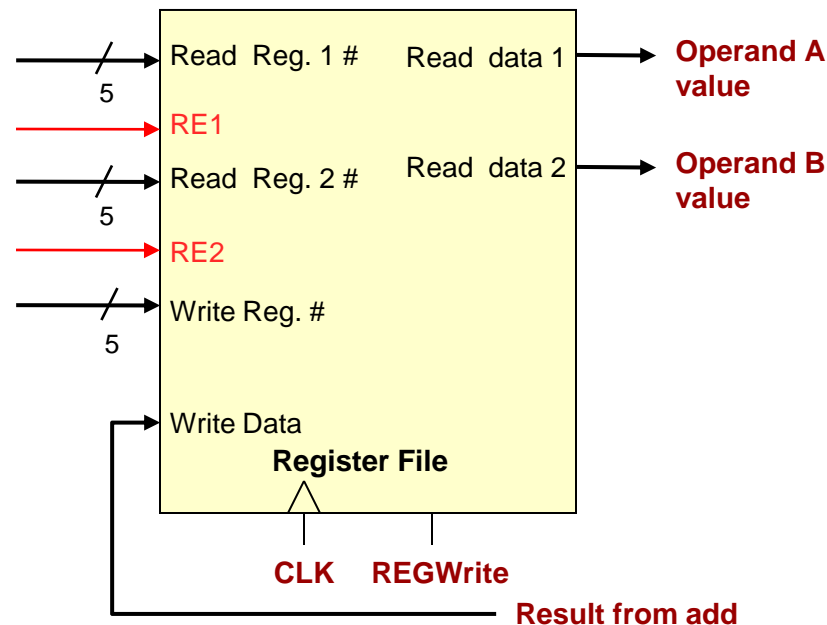 Read Reg. 1 #
Read data 1
Operand A
value
5
RE1
Read Reg. 2 #
Read data 2
Operand B
value
5
RE2
Write Reg. #
5
Write Data
Register File
CLK
REGWrite
Result from add